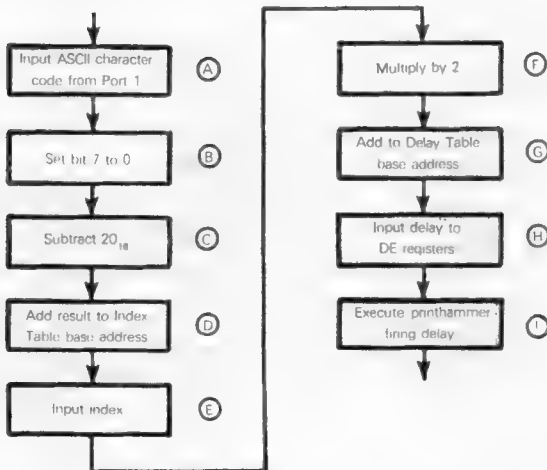 Input ASCII character
code from Port 1
A
Set bit 7 to 0
B
Subtract 20₁₆
C
Add result to Index
Table base address
D
Input index
E
Multiply by 2
F
Add to Delay Table
base address
G
Input delay to
DE registers
H
Execute printhammer
firing delay
I